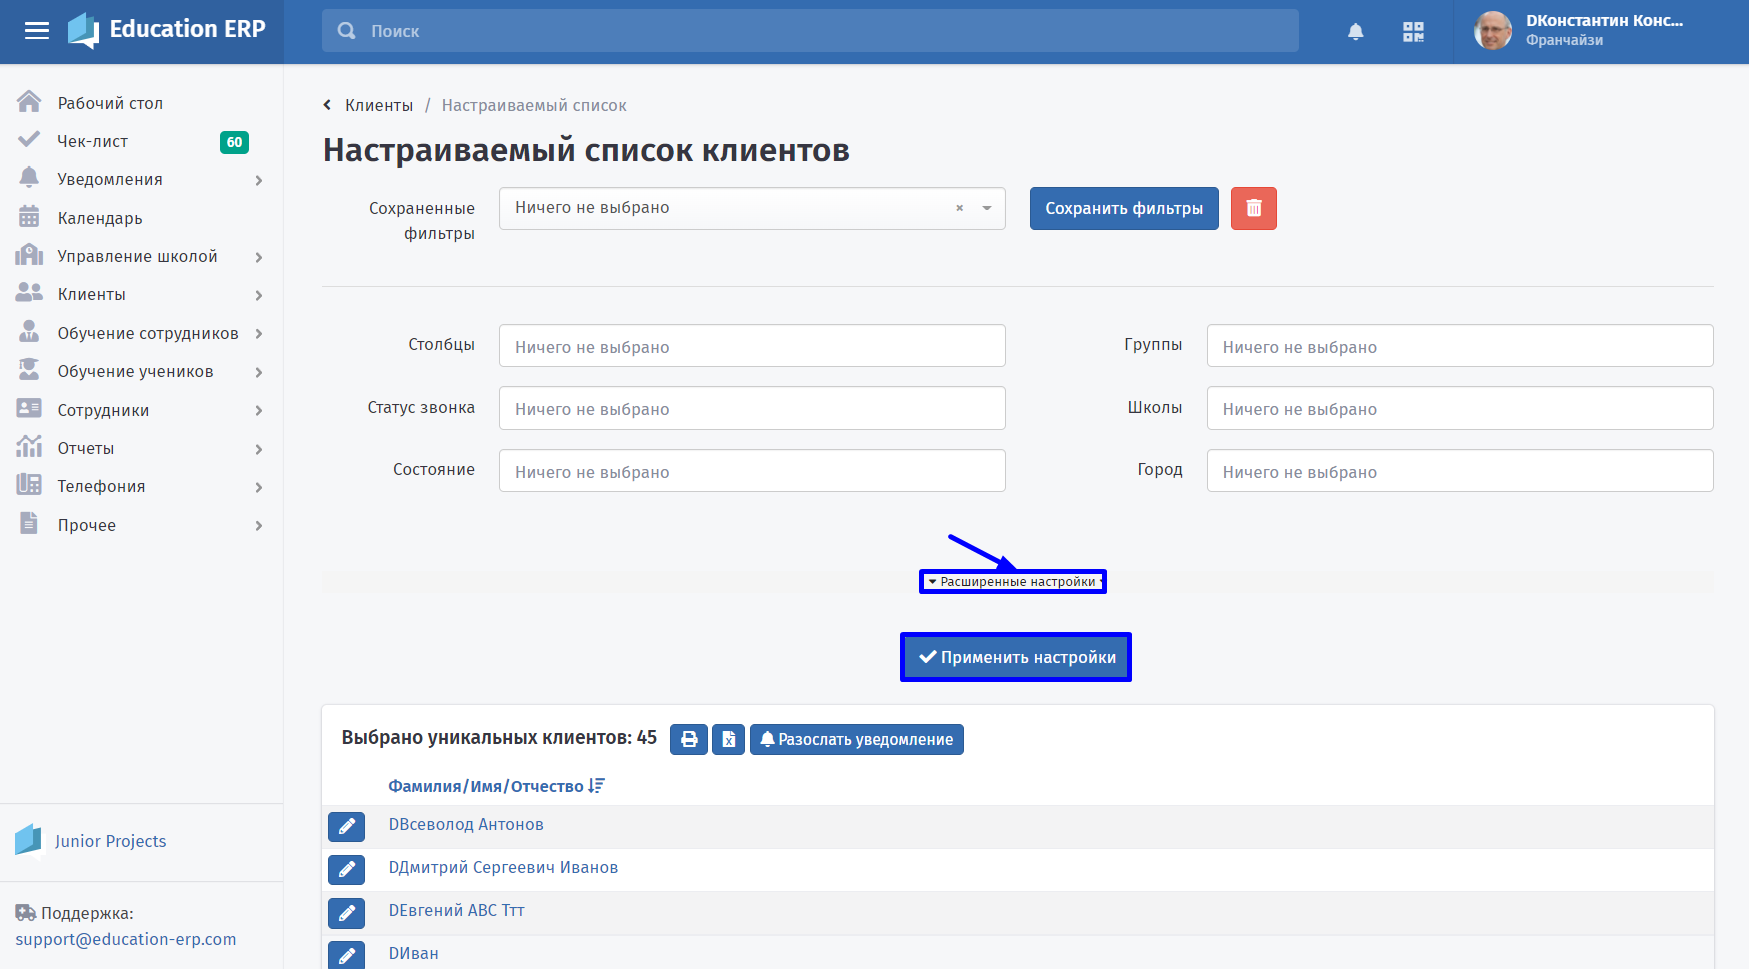 Education ERP
Поиск
DКонстантин Конс...
Франчайзи
Рабочий стол
Чек-лист
60
Уведомления
Календарь
Управление школой
Клиенты
Обучение сотрудников
Обучение учеников
Сотрудники
Отчеты
Телефония
Прочее
Junior Projects
Поддержка:
support@education-erp.com
Клиенты / Настраиваемый список
Настраиваемый список клиентов
Сохраненные фильтры
Ничего не выбрано
Сохранить фильтры
Столбцы
Ничего не выбрано
Группы
Ничего не выбрано
Статус звонка
Ничего не выбрано
Школы
Ничего не выбрано
Состояние
Ничего не выбрано
Город
Ничего не выбрано
Расширенные настройки
Применить настройки
Выбрано уникальных клиентов: 45
Разослать уведомление
Фамилия/Имя/Отчество
DВсеволод Антонов
DДмитрий Сергеевич Иванов
DЕвгений АВС Ттт
DИван